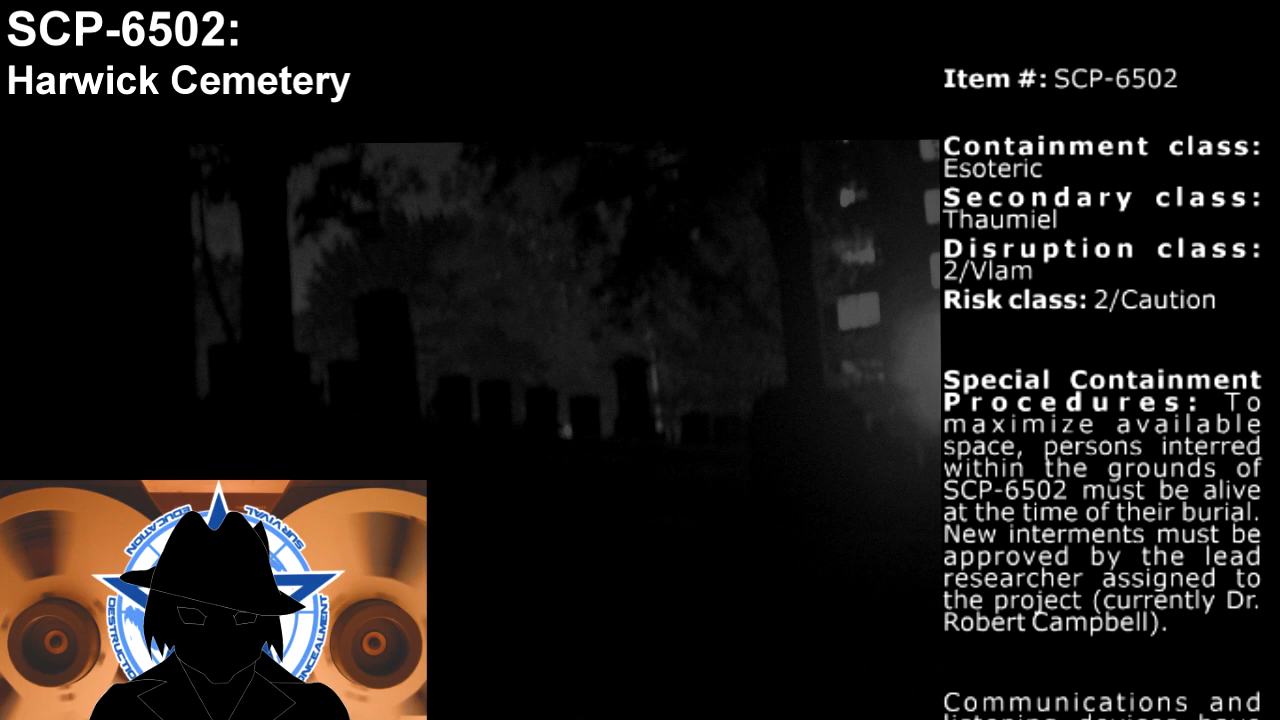 SCP-6502:
Harwick Cemetery
Item #: SCP-6502
Containment class:
Esoteric
Secondary class:
Thaumiel
Disruption class:
2/Vlam
Risk class: 2/Caution
Special Containment
Procedures: To
maximize available
space, persons interred
within the grounds of
SCP-6502 must be alive
at the time of their burial.
New interments must be
approved by the lead
researcher assigned to
the project (currently Dr.
Robert Campbell).
Communications and
EDUCATION
SURVIVAL